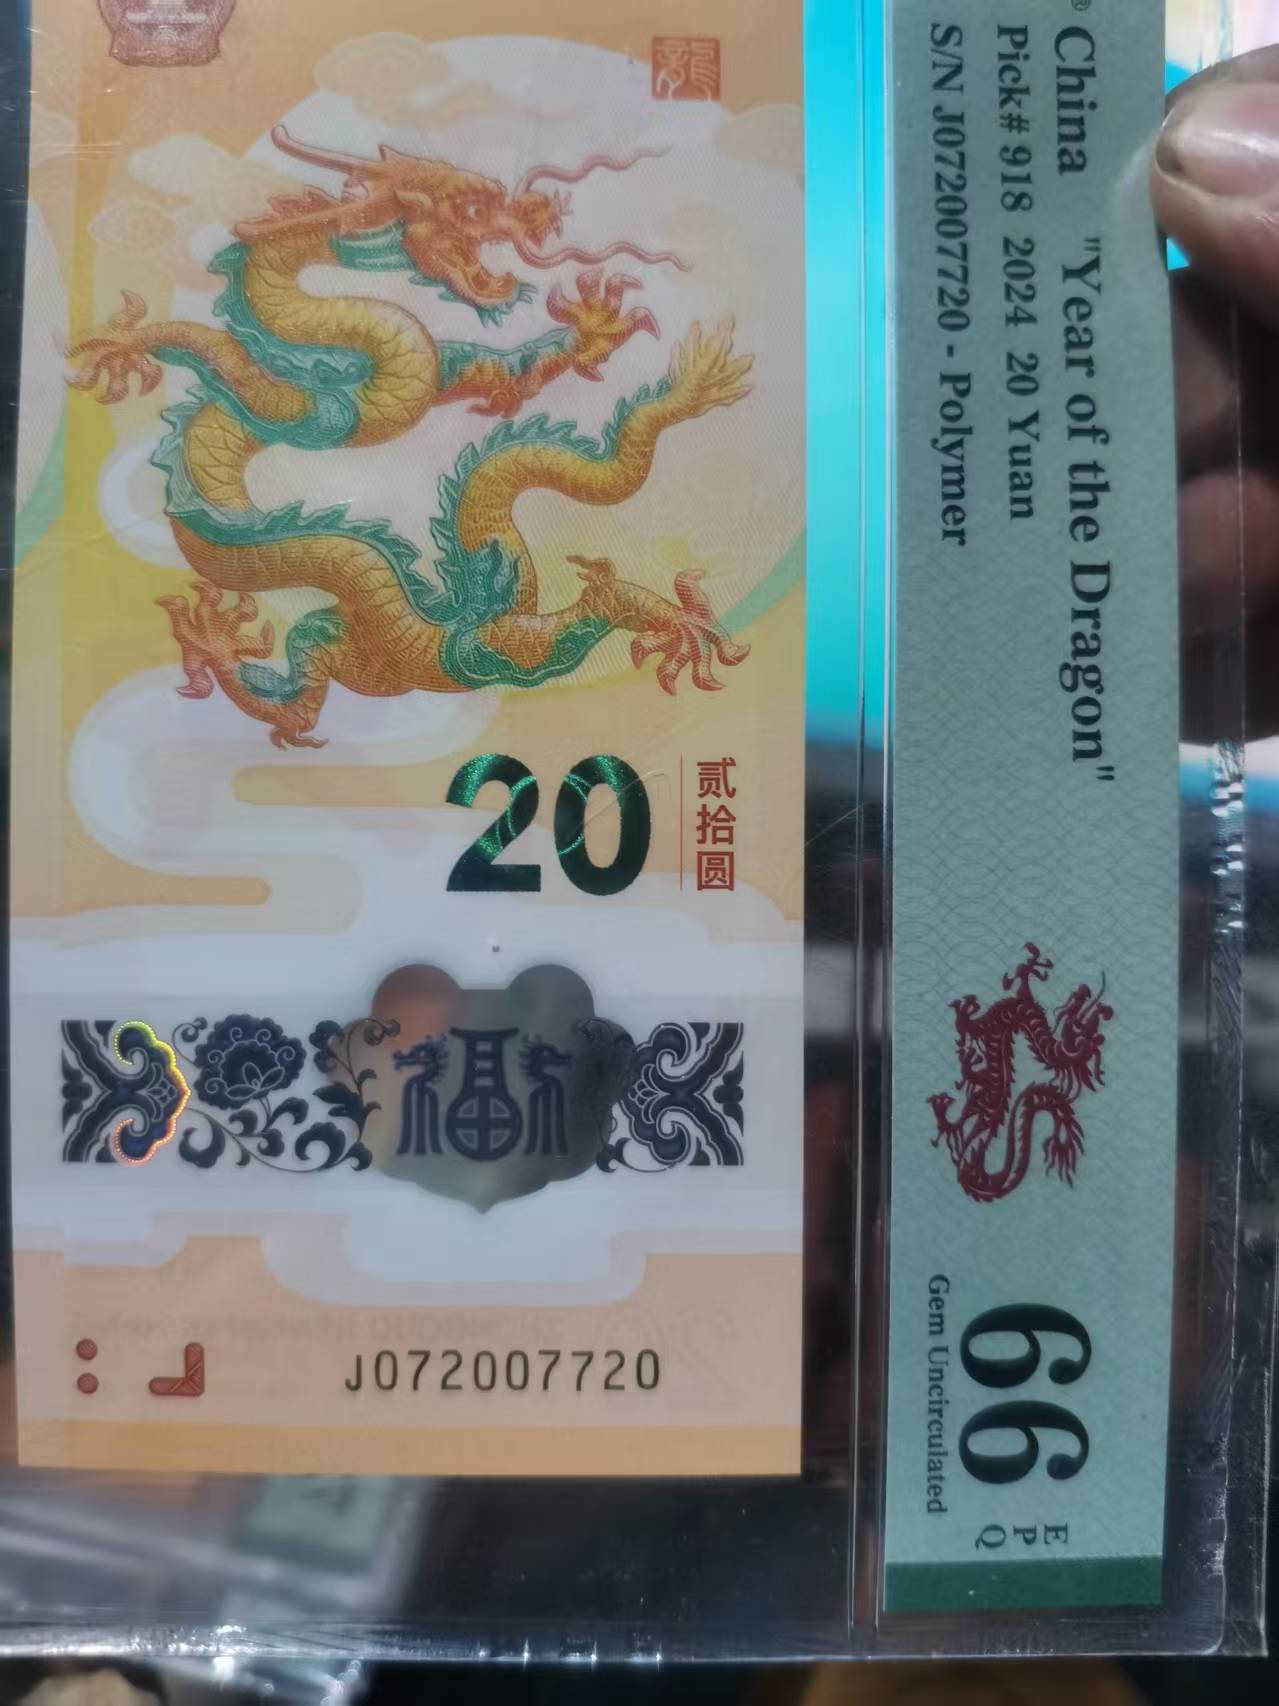 China "Year of the Dragon"
Pick# 918 2024 20 Yuan
S/N J072007720 - Polymer
66 EPQ
Gem Uncirculated
龍
20
贰拾圆
福
J072007720